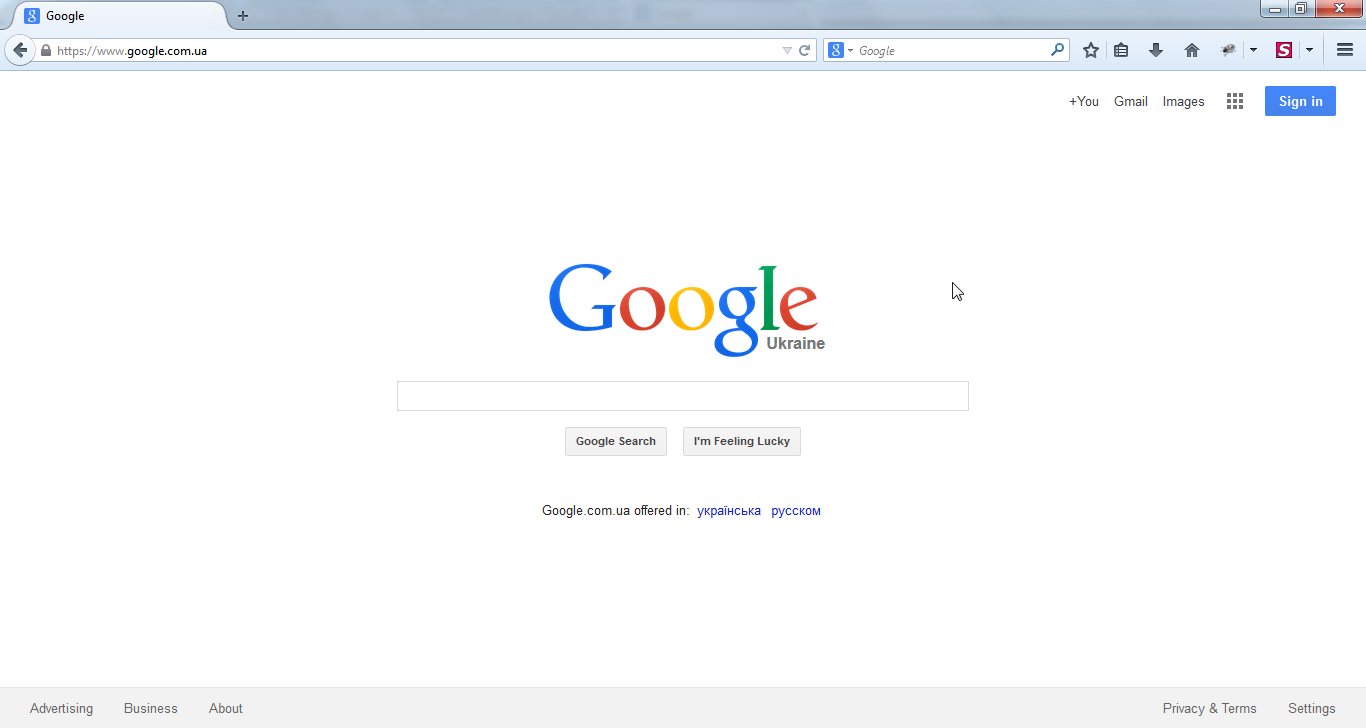 Google
https://www.google.com.ua
Google
+You Gmail Images Sign in
Google
Ukraine
Google Search I'm Feeling Lucky
Google.com.ua offered in: українська русском
Advertising Business About Privacy & Terms Settings